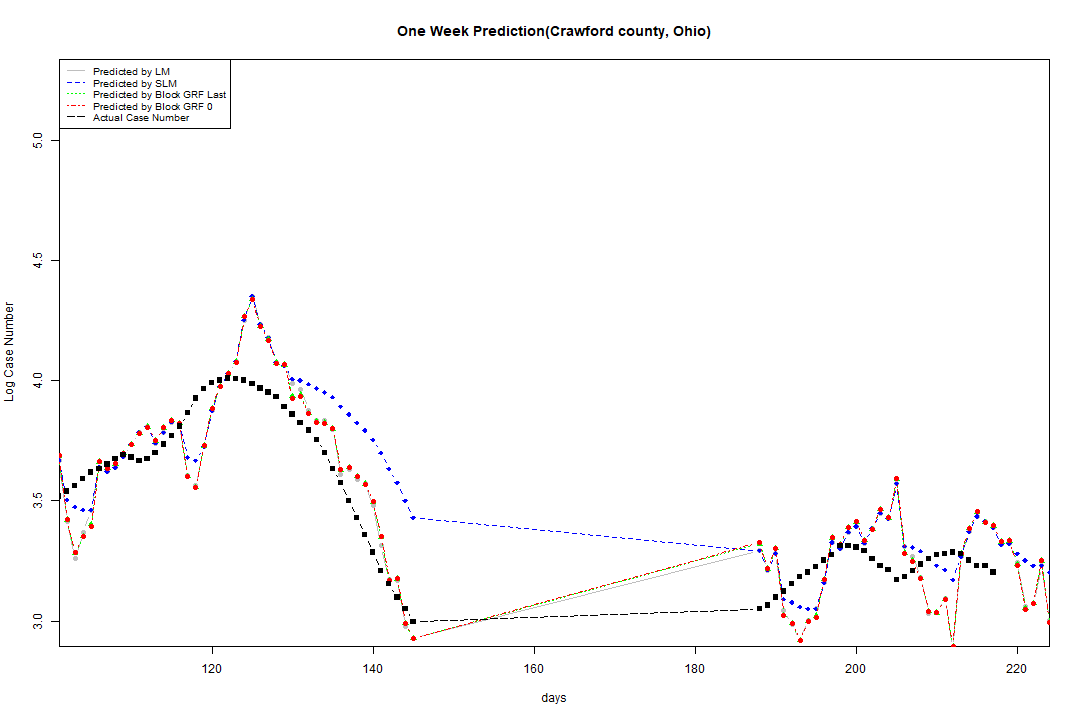 One Week Prediction(Crawford county, Ohio)
Predicted by LM
Predicted by SLM
Predicted by Block GRF Last
Predicted by Block GRF 0
Actual Case Number
5.0
4.5
4.0
3.5
3.0
Log Case Number
120 140 160 180 200 220
days